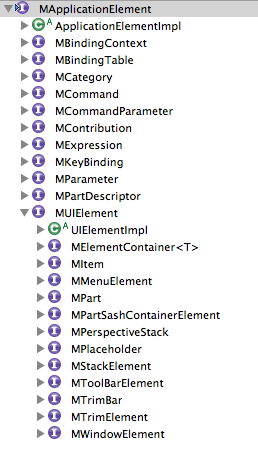 MApplicationElement
ApplicationElementImpl
MBindingContext
MBindingTable
MCategory
MCommand
MCommandParameter
MContribution
MExpression
MKeyBinding
MParameter
MPartDescriptor
MUIElement
UIElementImpl
MElementContainer<T>
MItem
MMenuElement
MPart
MPartSashContainerElement
MPerspectiveStack
MPlaceholder
MStackElement
MToolBarElement
MTrimBar
MTrimElement
MWindowElement